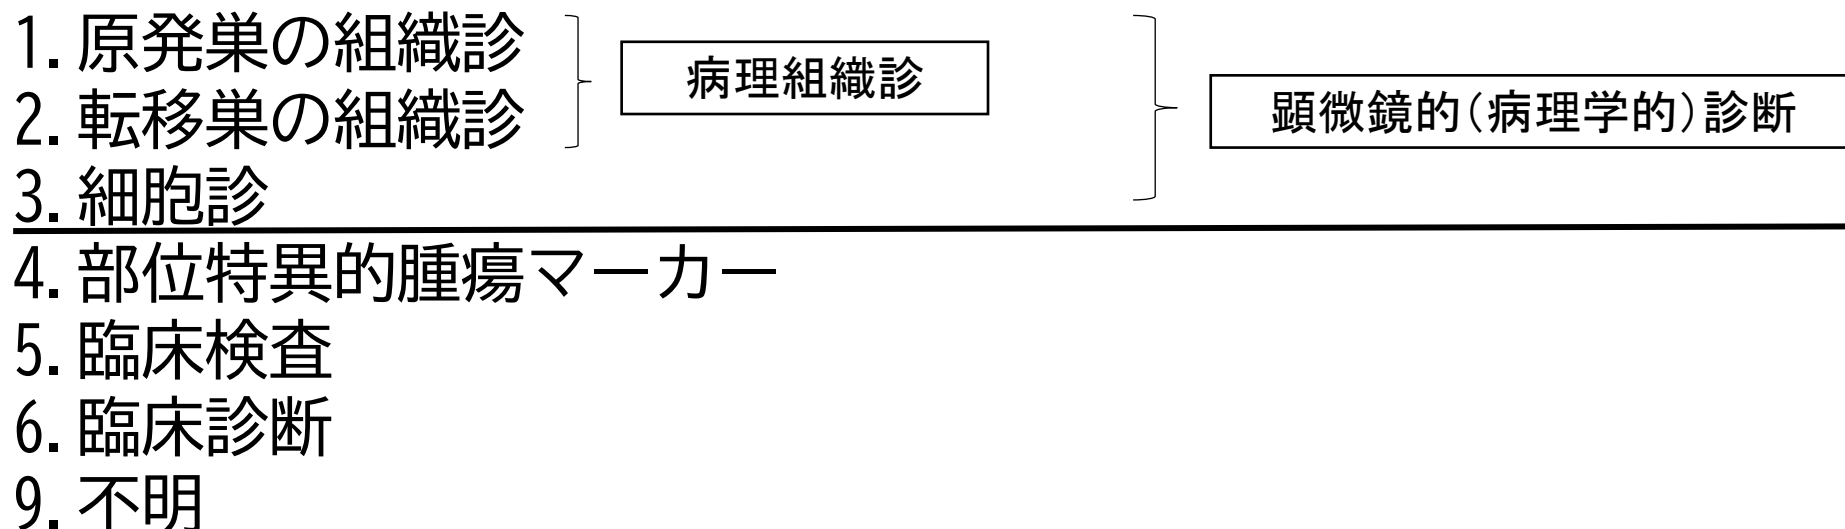 1.原発巣の組織診
2.転移巣の組織診
3.細胞診
病理組織診
顕微鏡的(病理学的)診断
4.部位特異的腫瘍マーカー
5.臨床検査
6.臨床診断
9.不明